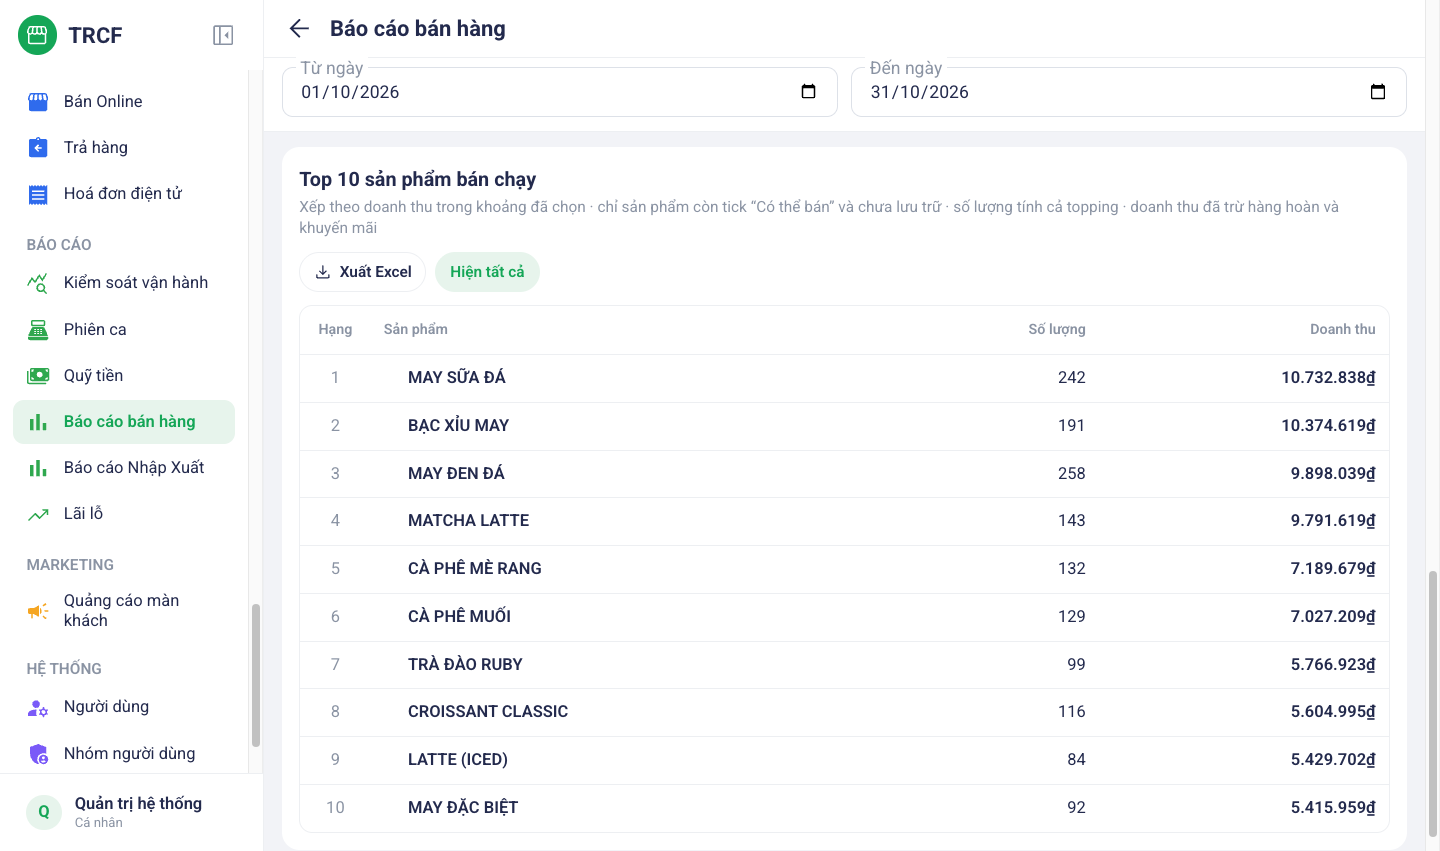 TRCF
Bán Online
Trả hàng
Hoá đơn điện tử
BÁO CÁO
Kiểm soát vận hành
Phiên ca
Quỹ tiền
Báo cáo bán hàng
Báo cáo Nhập Xuất
Lãi lỗ
MARKETING
Quảng cáo màn
khách
HỆ THỐNG
Người dùng
Nhóm người dùng
Q
Quản trị hệ thống
Cá nhân
Báo cáo bán hàng
Từ ngày
01/10/2026
Đến ngày
31/10/2026
Top 10 sản phẩm bán chạy
Xếp theo doanh thu trong khoảng đã chọn · chỉ sản phẩm còn tick “Có thể bán” và chưa lưu trữ · số lượng tính cả topping · doanh thu đã trừ hàng hoàn và
khuyến mãi
Xuất Excel
Hiện tất cả
Hạng Sản phẩm Số lượng Doanh thu
1 MAY SỮA ĐÁ 242 10.732.838₫
2 BẠC XỈU MAY 191 10.374.619₫
3 MAY ĐEN ĐÁ 258 9.898.039₫
4 MATCHA LATTE 143 9.791.619₫
5 CÀ PHÊ MÈ RANG 132 7.189.679₫
6 CÀ PHÊ MUỐI 129 7.027.209₫
7 TRÀ ĐÀO RUBY 99 5.766.923₫
8 CROISSANT CLASSIC 116 5.604.995₫
9 LATTE (ICED) 84 5.429.702₫
10 MAY ĐẶC BIỆT 92 5.415.959₫